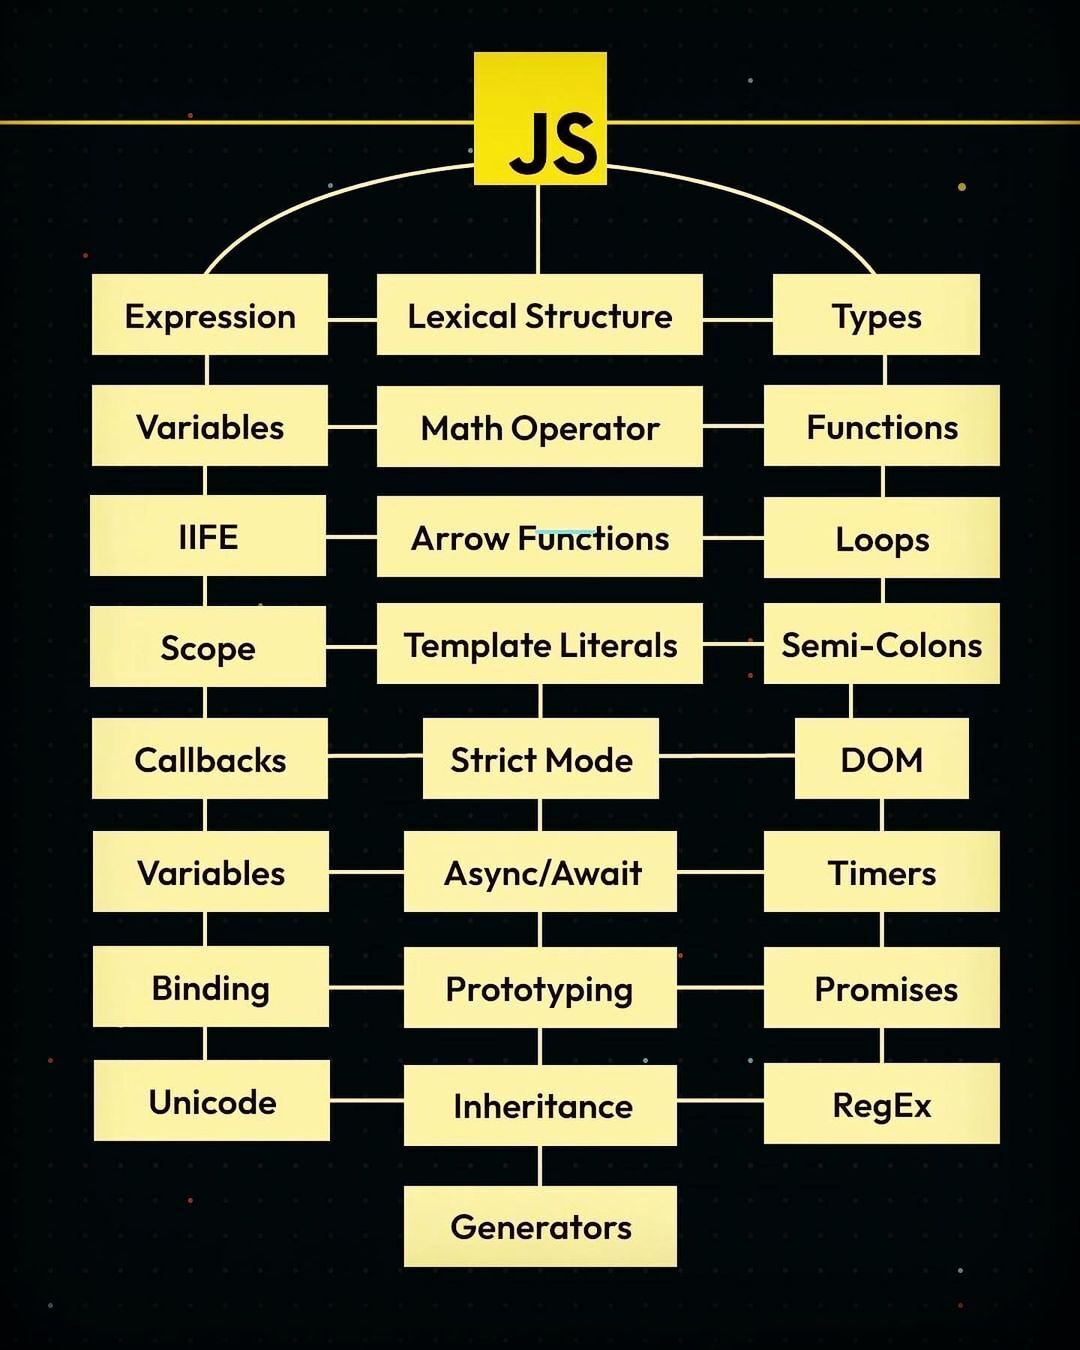 JS
Expression
Lexical Structure
Types
Variables
Math Operator
Functions
IIFE
Arrow Functions
Loops
Scope
Template Literals
Semi-Colons
Callbacks
Strict Mode
DOM
Variables
Async/Await
Timers
Binding
Prototyping
Promises
Unicode
Inheritance
RegEx
Generators